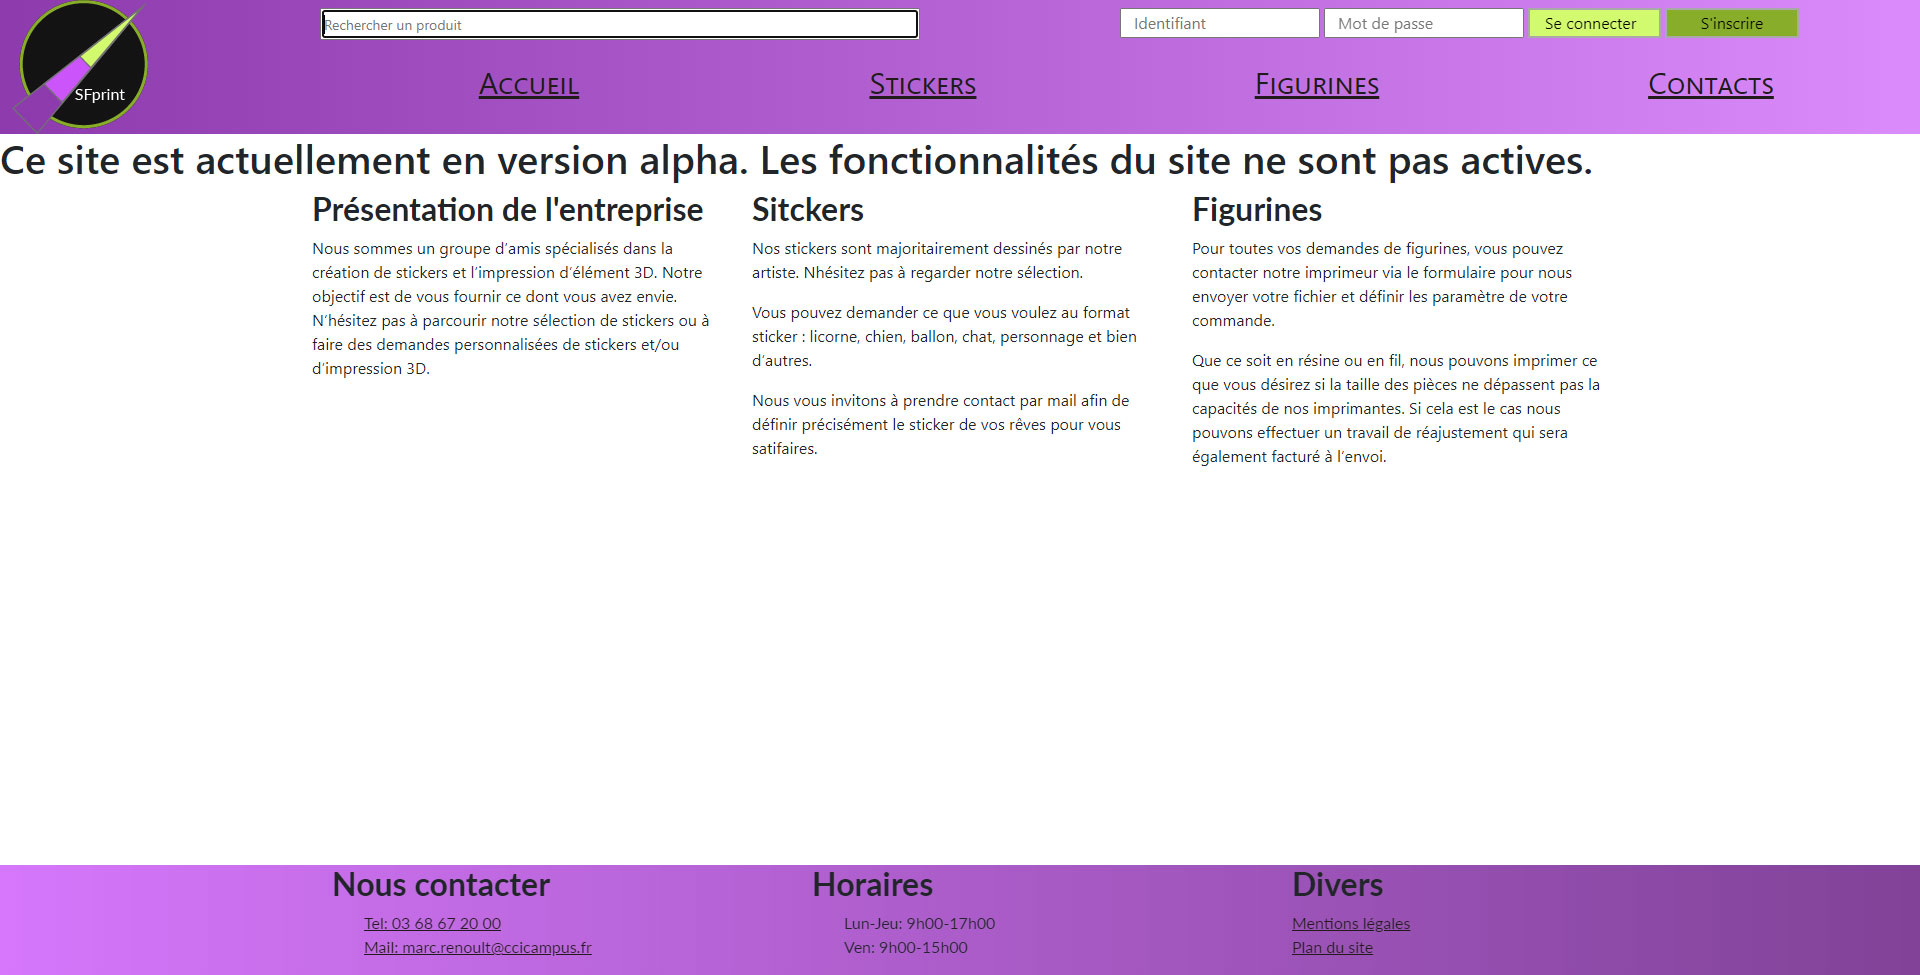 SFprint
Rechercher un produit
Identifiant
Mot de passe
Se connecter
S'inscrire
Accueil
Stickers
Figurines
Contacts
Ce site est actuellement en version alpha. Les fonctionnalités du site ne sont pas actives.
Présentation de l'entreprise
Nous sommes un groupe d’amis spécialisés dans la
création de stickers et l’impression d’élément 3D. Notre
objectif est de vous fournir ce dont vous avez envie.
N’hésitez pas à parcourir notre sélection de stickers ou à
faire des demandes personnalisées de stickers et/ou
d’impression 3D.
Sitckers
Nos stickers sont majoritairement dessinés par notre
artiste. Nhésitez pas à regarder notre sélection.
Vous pouvez demander ce que vous voulez au format
sticker : licorne, chien, ballon, chat, personnage et bien
d’autres.
Nous vous invitons à prendre contact par mail afin de
définir précisément le sticker de vos rêves pour vous
satifaires.
Figurines
Pour toutes vos demandes de figurines, vous pouvez
contacter notre imprimeur via le formulaire pour nous
envoyer votre fichier et définir les paramètre de votre
commande.
Que ce soit en résine ou en fil, nous pouvons imprimer ce
que vous désirez si la taille des pièces ne dépassent pas la
capacités de nos imprimantes. Si cela est le cas nous
pouvons effectuer un travail de réajustement qui sera
également facturé à l’envoi.
Nous contacter
Tel: 03 68 67 20 00
Mail: marc.renoult@ccicampus.fr
Horaires
Lun-Jeu: 9h00-17h00
Ven: 9h00-15h00
Divers
Mentions légales
Plan du site